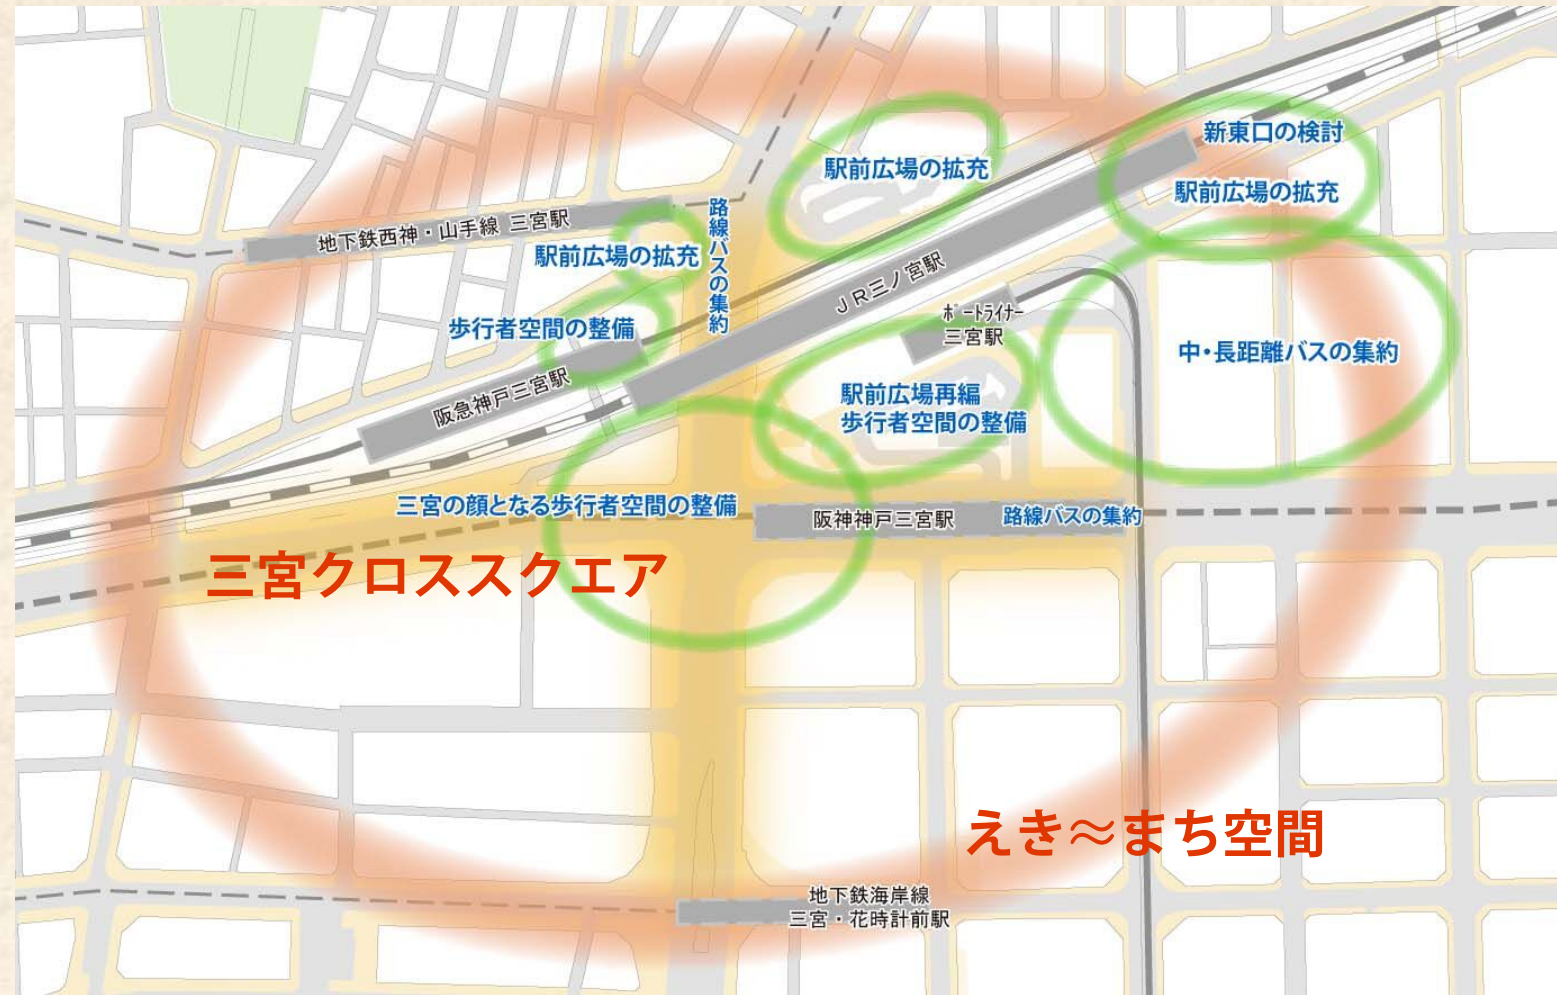 新東口の検討
駅前広場の拡充
駅前広場の拡充
地下鉄西神・山手線 三宮駅
路線バスの集約
駅前広場の拡充
JR三ノ宮駅
ポートライナー
三宮駅
歩行者空間の整備
中・長距離バスの集約
阪急神戸三宮駅
駅前広場再編
歩行者空間の整備
三宮の顔となる歩行者空間の整備
阪神神戸三宮駅
路線バスの集約
三宮クロススクエア
えき≈まち空間
地下鉄海岸線
三宮・花時計前駅